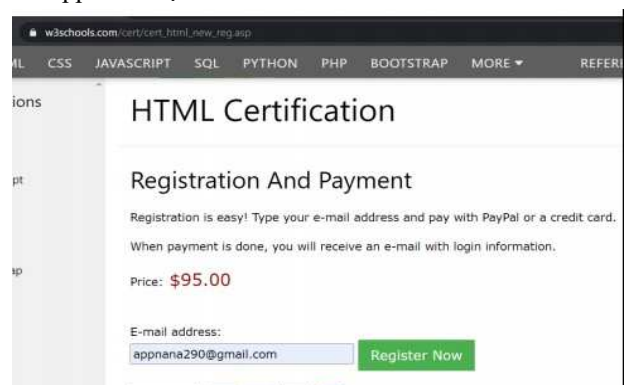 w3schools.com/cert/cert_html_new_reg.asp
ML CSS JAVASCRIPT SQL PYTHON PHP BOOTSTRAP MORE REFER
ions
HTML Certification
pt
Registration And Payment
Registration is easy! Type your e-mail address and pay with PayPal or a credit card.
When payment is done, you will receive an e-mail with login information.
ap
Price: $95.00
E-mail address:
appnana290@gmail.com Register Now